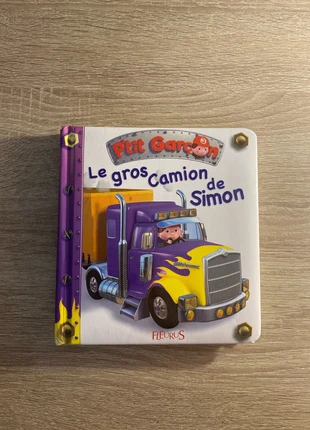 P'tit Garçon
Le gros Camion de
Simon
FLEURUS